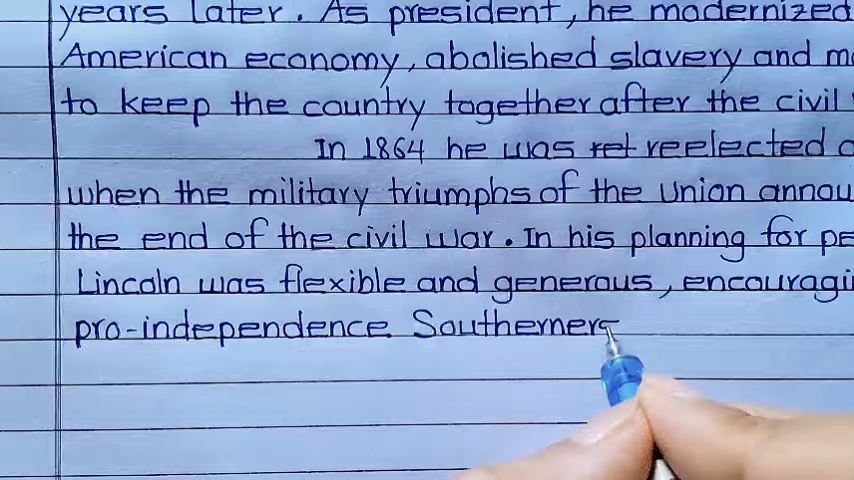 years later. As president, he modernized
American economy, abolished slavery and m
to keep the country together after the civil
In 1864 he was ret reelected a
when the military triumphs of the Union annou
the end of the civil war. In his planning for pe
Lincoln was flexible and generous, encouragi
pro-independence Southerners